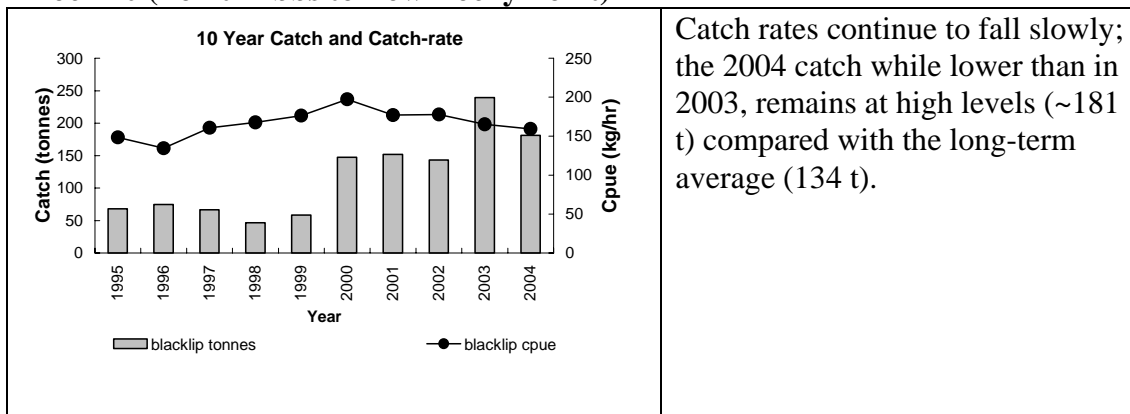 10 Year Catch and Catch-rate
300
250
200
150
100
50
0
Catch (tonnes)
250
200
150
100
50
0
Cpue (kg/hr)
1995
1996
1997
1998
1999
2000
2001
2002
2003
2004
Year
blacklip tonnes
blacklip cpue
Catch rates continue to fall slowly;
the 2004 catch while lower than in
2003, remains at high levels (~181
t) compared with the long-term
average (134 t).